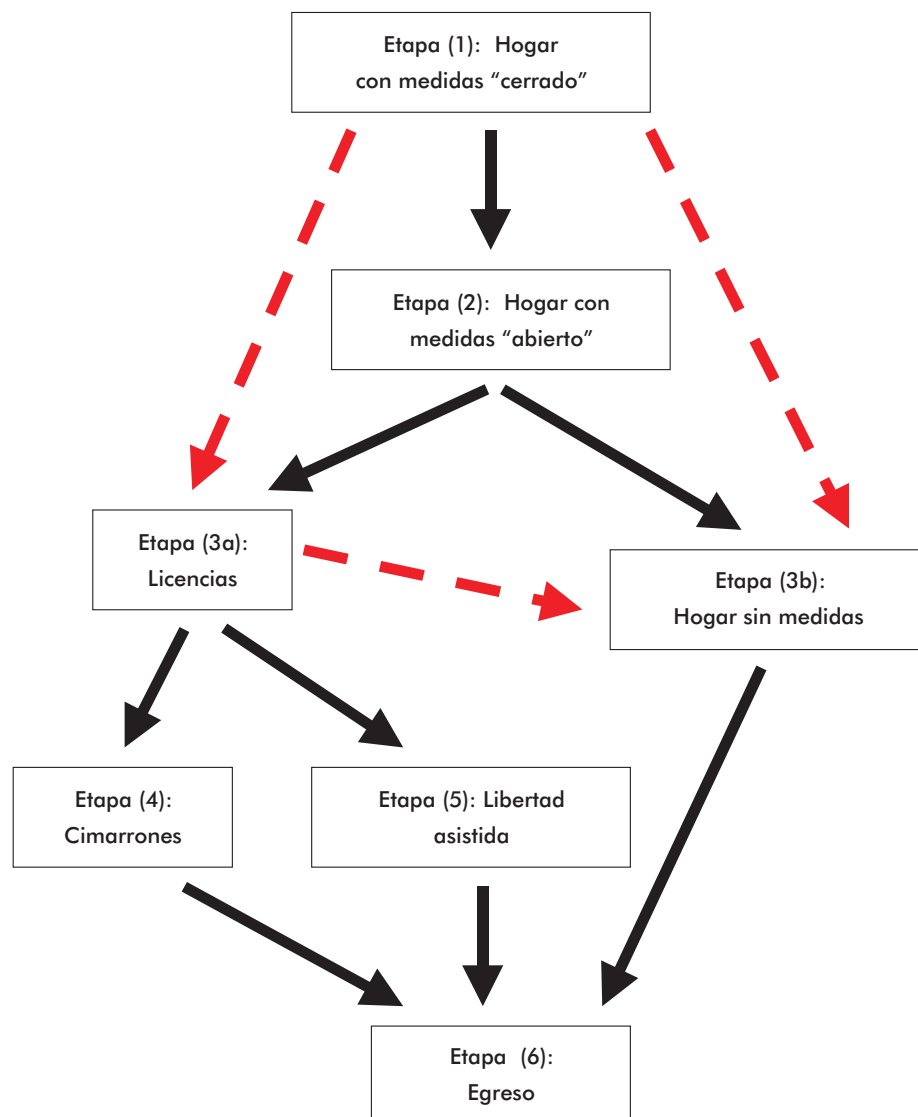 Etapa (1): Hogar
con medidas “cerrado”
Etapa (2): Hogar con
medidas “abierto”
Etapa (3a):
Licencias
Etapa (3b):
Hogar sin medidas
Etapa (4):
Cimarrones
Etapa (5): Libertad
asistida
Etapa (6):
Egreso